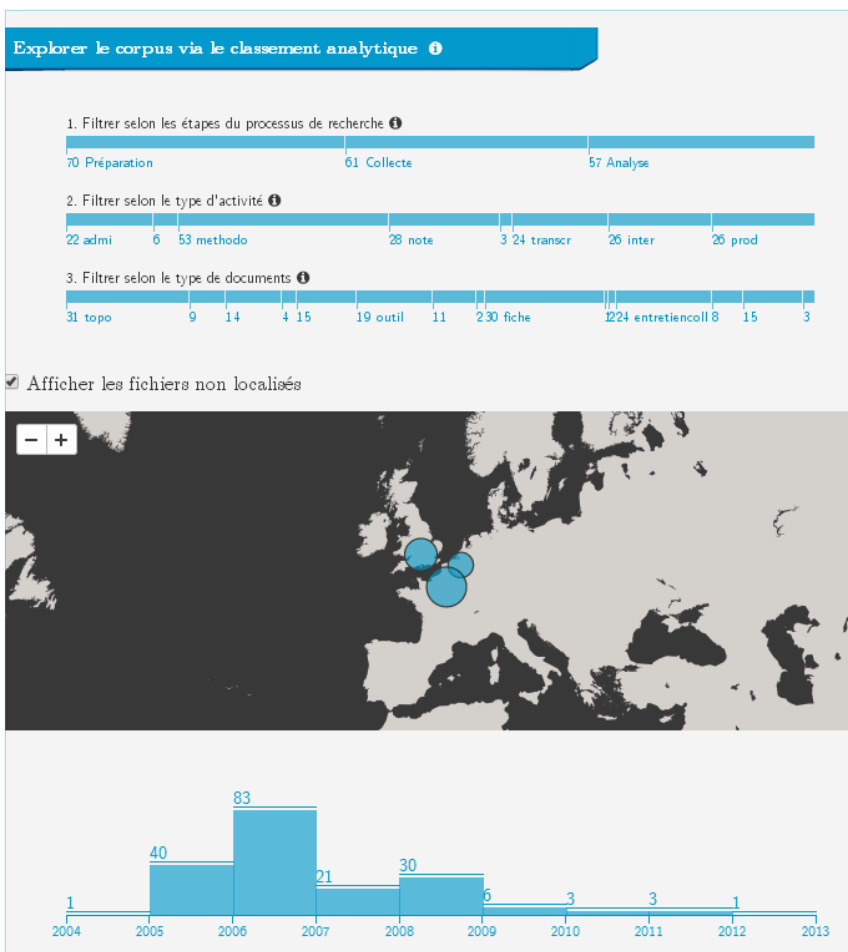 Explorer le corpus via le classement analytique
1. Filtrer selon les étapes du processus de recherche
70 Préparation 61 Collecte 57 Analyse
2. Filtrer selon le type d'activité
22 admi 6 53 methodo 28 note 3 24 transcr 26 inter 26 prod
3. Filtrer selon le type de documents
31 topo 9 14 4 15 19 outil 11 2 30 fiche 1 2 24 entretiencoll 8 15 3
Afficher les fichiers non localisés
− +
83
40
30
21
6
1 3 3 1
2004 2005 2006 2007 2008 2009 2010 2011 2012 2013